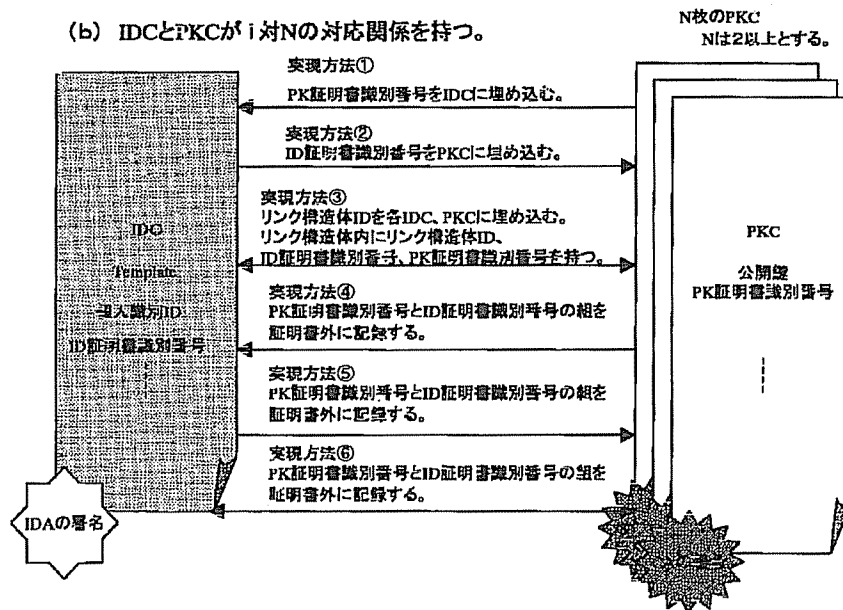 (b) IDCとPKCがi対Nの対応関係を持つ。
N枚のPKC
Nは2以上とする。
実現方法①
PK証明書識別番号をIDCに埋め込む。
実現方法②
ID証明書識別番号をPKCに埋め込む。
実現方法③
リンク構造体IDを各IDC、PKCに埋め込む。
リンク構造体内にリンク構造体ID、
ID証明書識別番号、PK証明書識別番号を持つ。
実現方法④
PK証明書識別番号とID証明書識別番号の組を
証明書外に記録する。
実現方法⑤
PK証明書識別番号とID証明書識別番号の組を
証明書外に記録する。
実現方法⑥
PK証明書識別番号とID証明書識別番号の組を
証明書外に記録する。
IDC
Template
個人識別ID
ID証明書識別番号
IDAの署名
PKC
公開鍵
PK証明書識別番号